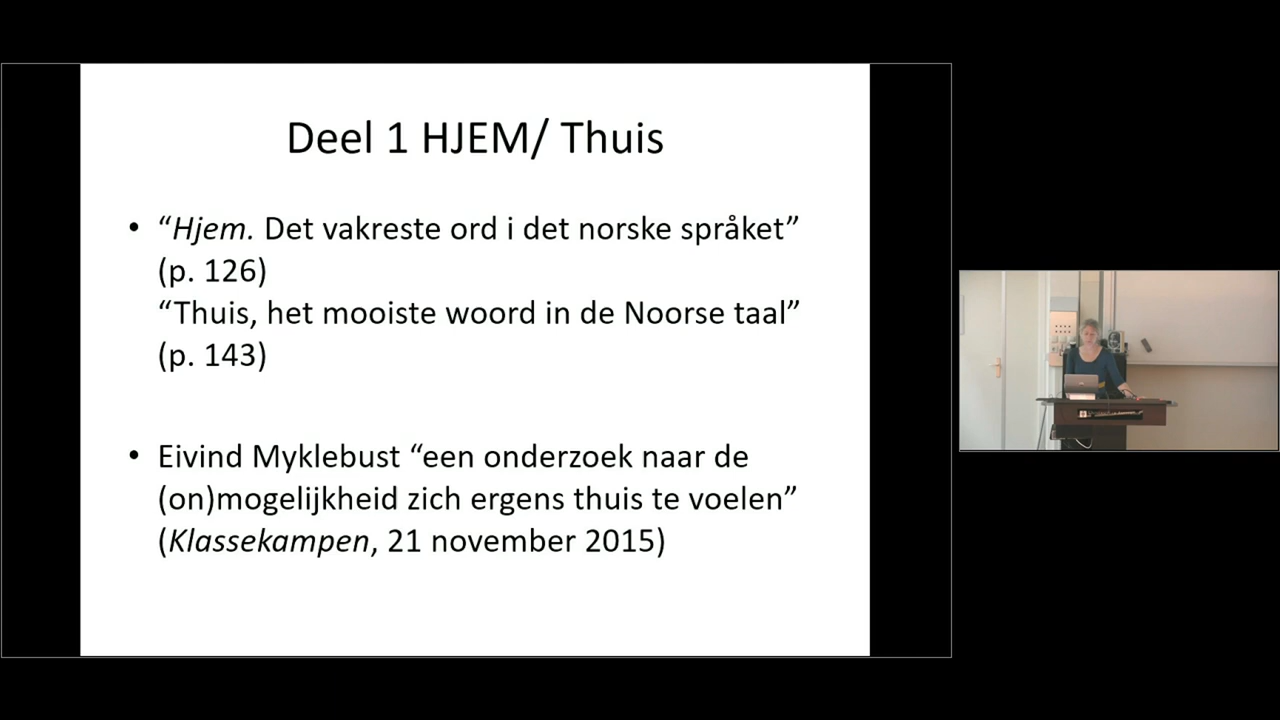 Deel 1 HJEM/ Thuis
• “Hjem. Det vakreste ord i det norske språket”
(p. 126)
“Thuis, het mooiste woord in de Noorse taal”
(p. 143)
• Eivind Myklebust “een onderzoek naar de
(on)mogelijkheid zich ergens thuis te voelen”
(Klassekampen, 21 november 2015)